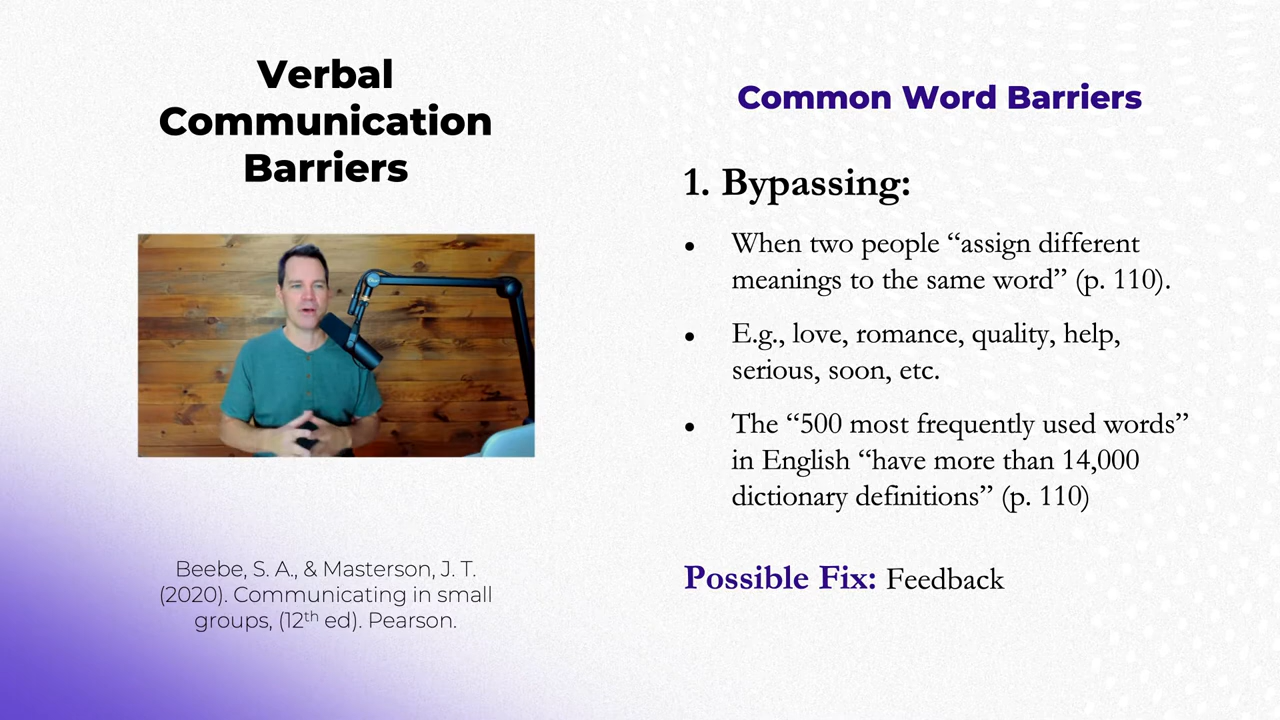 Verbal
Communication
Barriers
Beebe, S. A., & Masterson, J. T.
(2020). Communicating in small
groups, (12th ed). Pearson.
Common Word Barriers
1. Bypassing:
● When two people “assign different
meanings to the same word” (p. 110).
● E.g., love, romance, quality, help,
serious, soon, etc.
● The “500 most frequently used words”
in English “have more than 14,000
dictionary definitions” (p. 110)
Possible Fix: Feedback